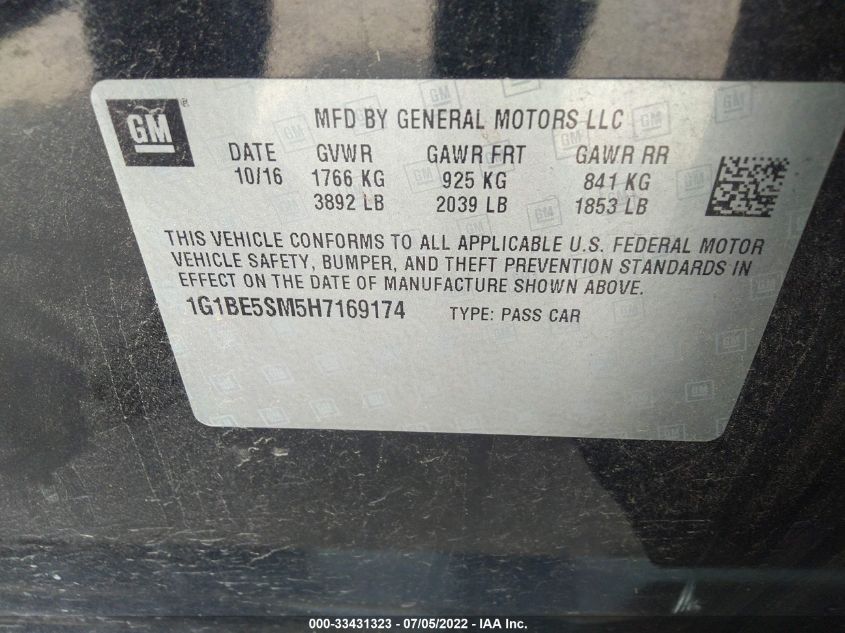 GM
MFD BY GENERAL MOTORS LLC
DATE GVWR GAWR FRT GAWR RR
10/16 1766 KG 925 KG 841 KG
3892 LB 2039 LB 1853 LB
THIS VEHICLE CONFORMS TO ALL APPLICABLE U.S. FEDERAL MOTOR
VEHICLE SAFETY, BUMPER, AND THEFT PREVENTION STANDARDS IN
EFFECT ON THE DATE OF MANUFACTURE SHOWN ABOVE.
1G1BE5SM5H7169174 TYPE: PASS CAR
000-33431323 - 07/05/2022 - IAA Inc.